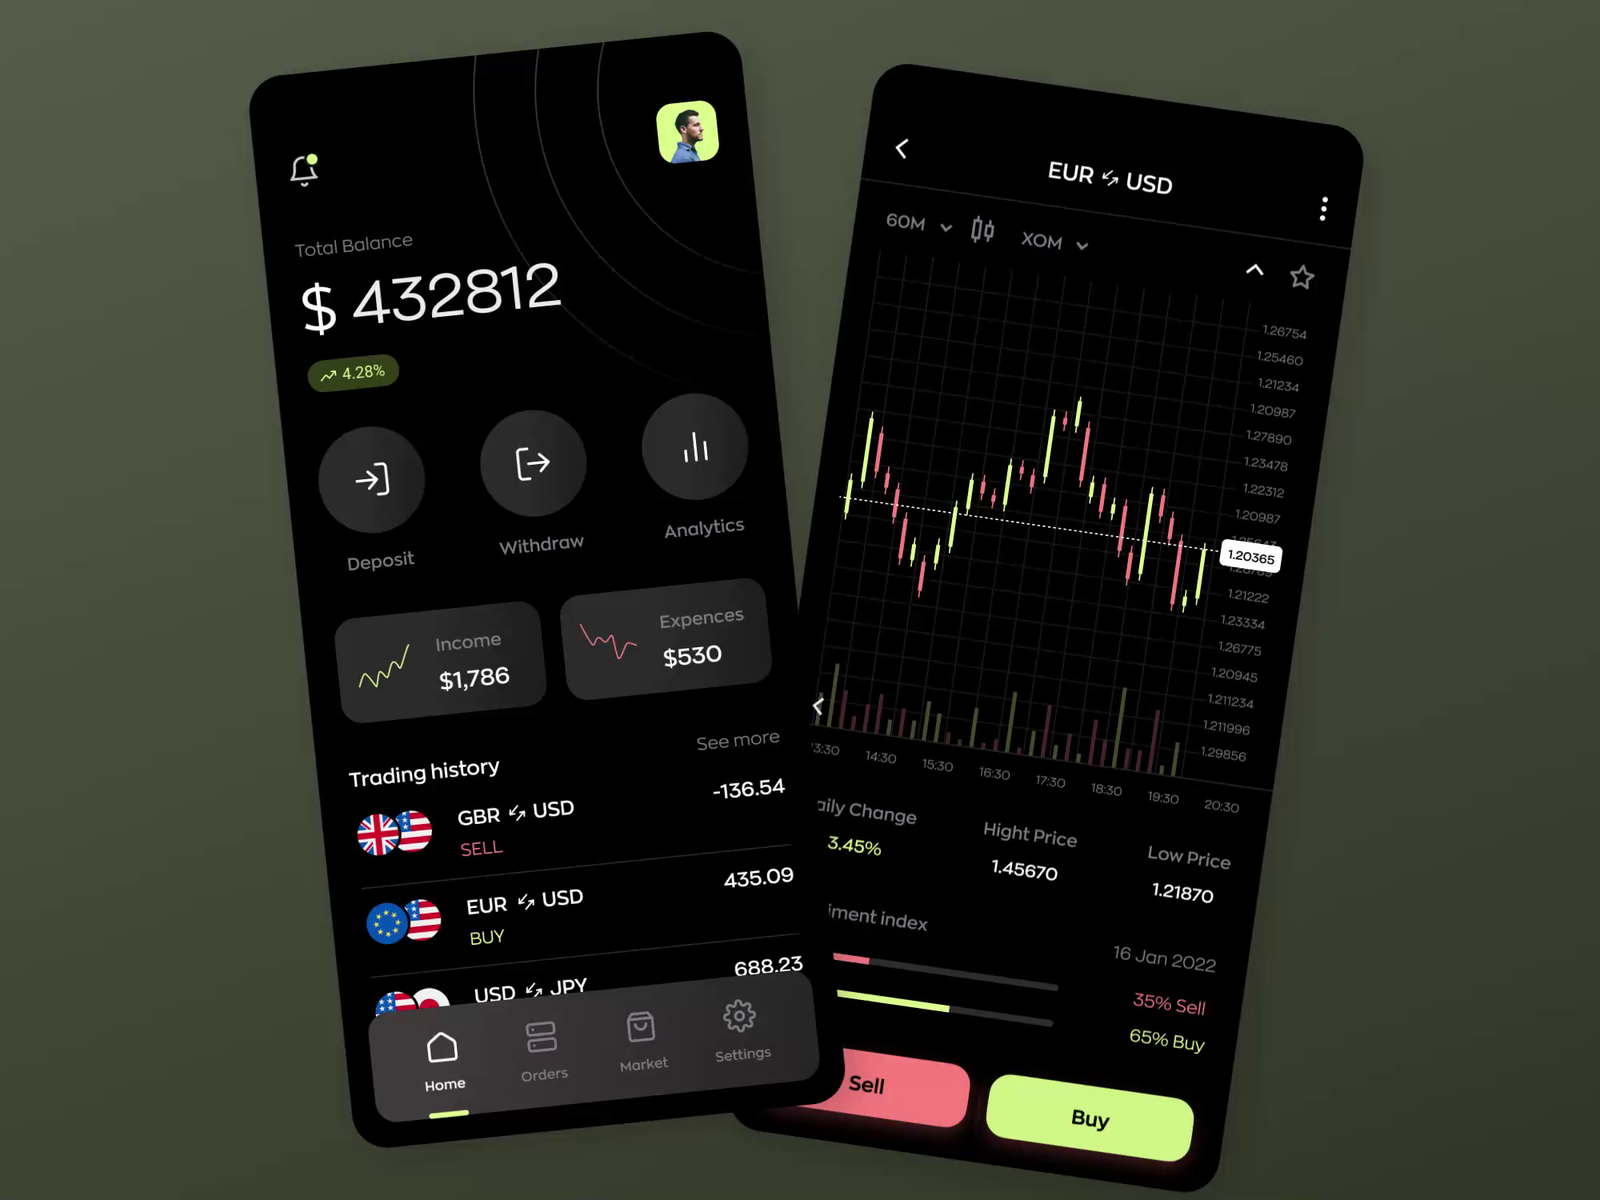 Total Balance
$ 432812
4.28%
Deposit
Withdraw
Analytics
Income
$1,786
Expences
$530
Trading history
See more
GBR USD
-136.54
SELL
EUR USD
435.09
BUY
USD JPY
688.23
Home
Orders
Market
Settings
EUR USD
60M
XOM
1.26754
1.25460
1.21234
1.20987
1.27890
1.23478
1.22312
1.20987
1.20365
1.21222
1.23334
1.26775
1.20945
1.211234
1.211996
1.29856
3:30
14:30
15:30
16:30
17:30
18:30
19:30
20:30
aily Change
3.45%
Hight Price
1.45670
Low Price
1.21870
iment index
16 Jan 2022
35% Sell
65% Buy
Sell
Buy